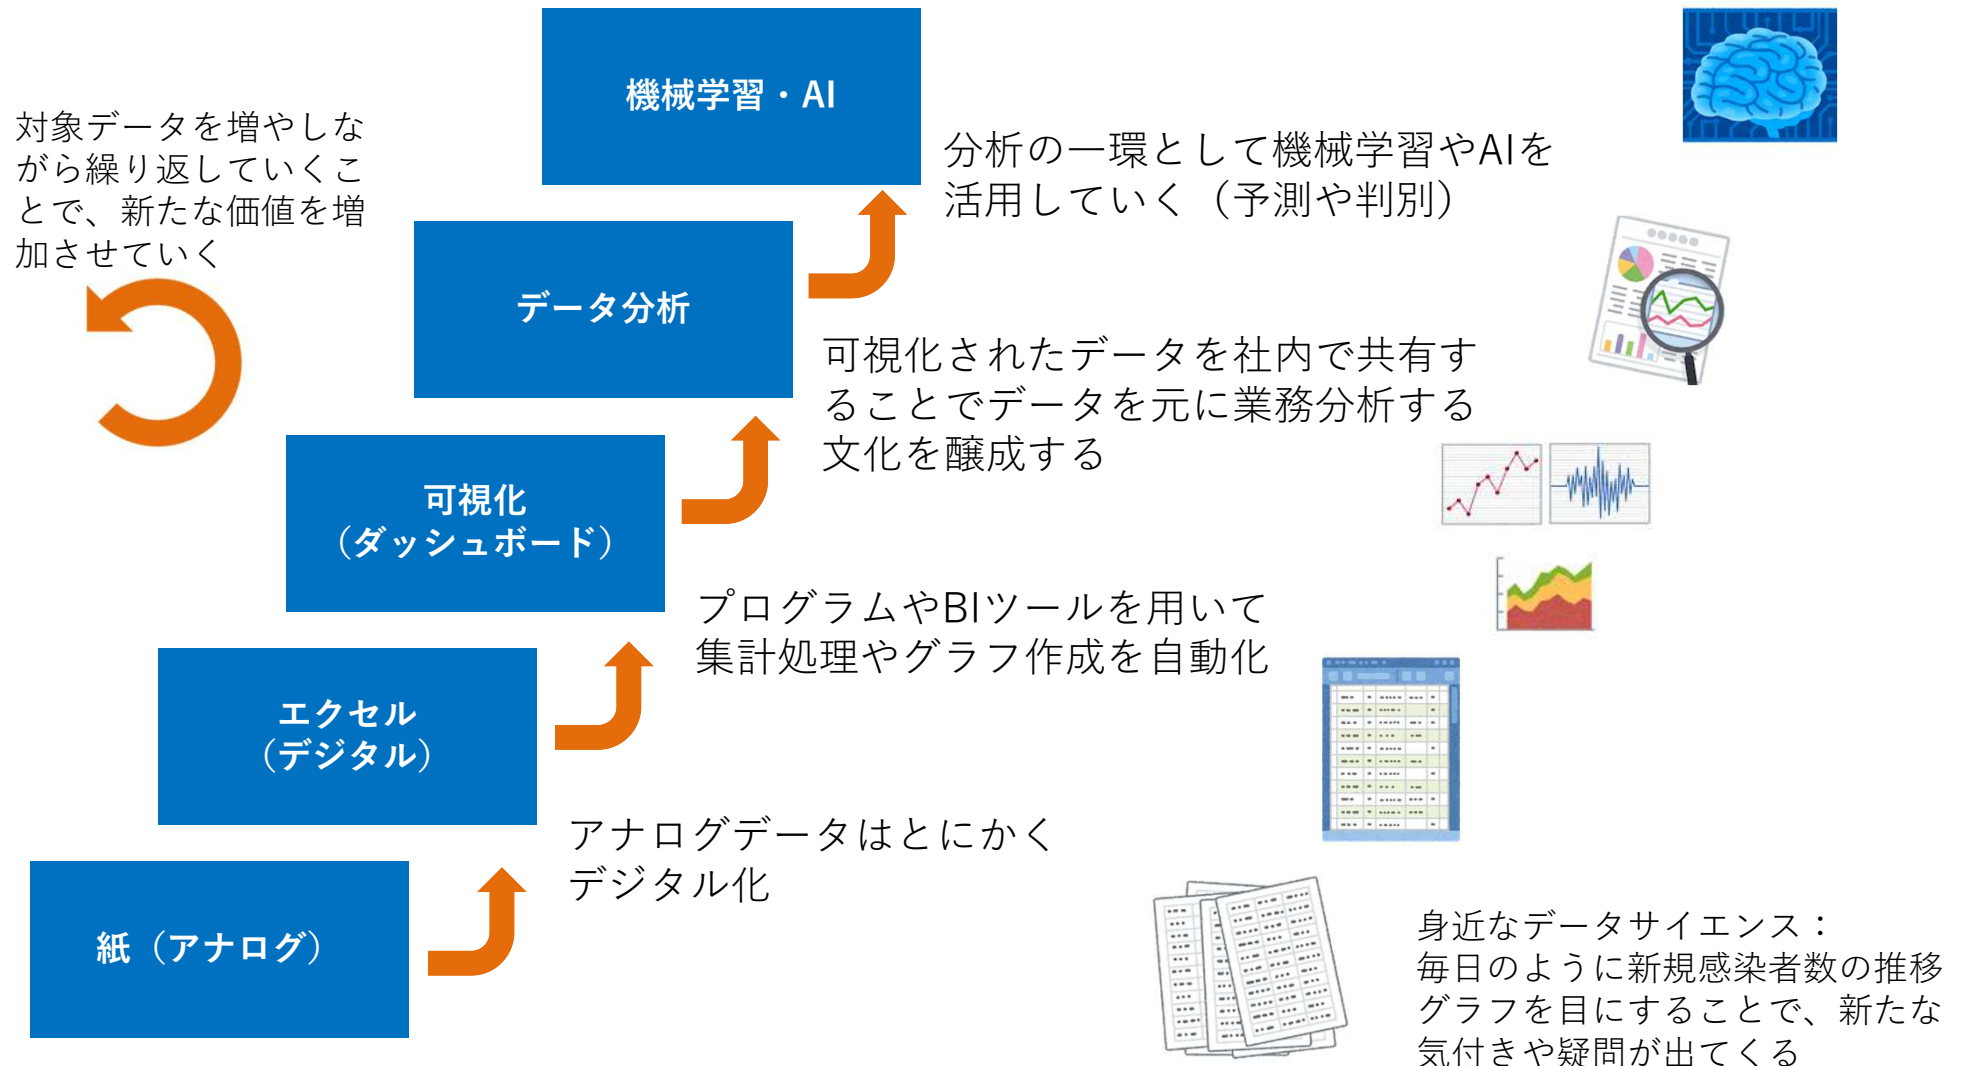 機械学習・AI
対象データを増やしな
がら繰り返していくこ
とで、新たな価値を増
加させていく
分析の一環として機械学習やAIを
活用していく（予測や判別）
データ分析
可視化されたデータを社内で共有す
ることでデータを元に業務分析する
文化を醸成する
可視化
（ダッシュボード）
プログラムやBIツールを用いて
集計処理やグラフ作成を自動化
エクセル
（デジタル）
アナログデータはとにかく
デジタル化
紙（アナログ）
身近なデータサイエンス：
毎日のように新規感染者数の推移
グラフを目にすることで、新たな
気付きや疑問が出てくる